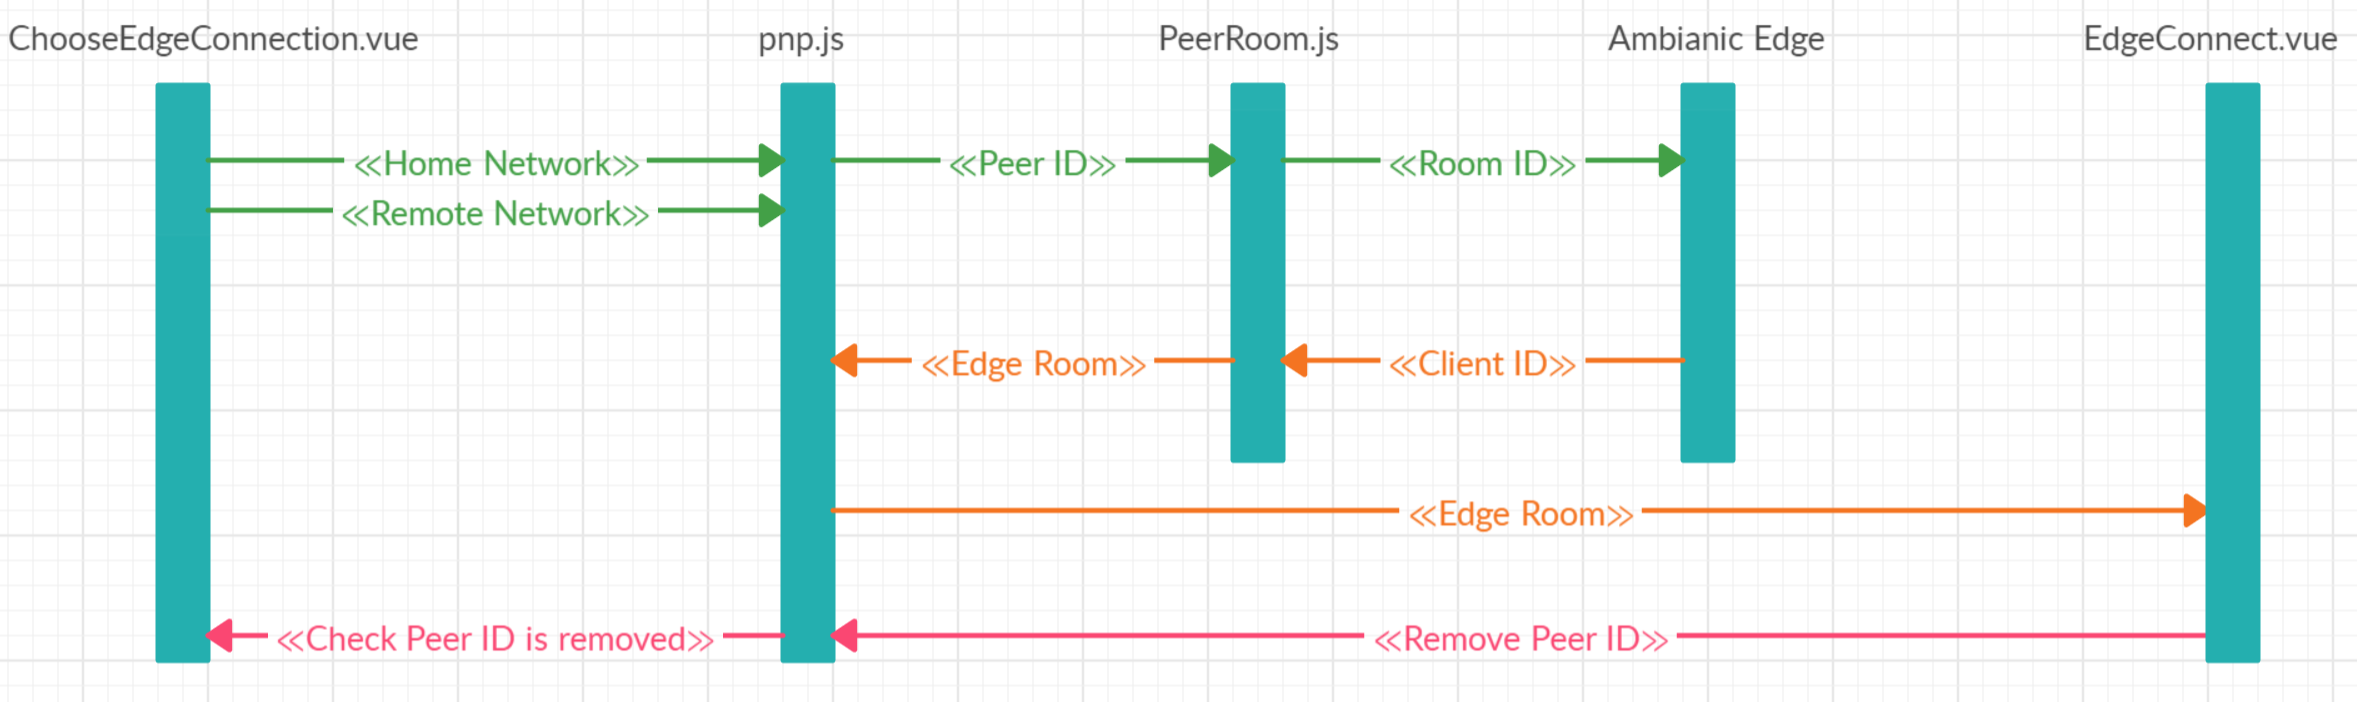 ChooseEdgeConnection.vue
pnp.js
PeerRoom.js
Ambianic Edge
EdgeConnect.vue
≪Home Network≫
≪Peer ID≫
≪Room ID≫
≪Remote Network≫
≪Edge Room≫
≪Client ID≫
≪Edge Room≫
≪Check Peer ID is removed≫
≪Remove Peer ID≫